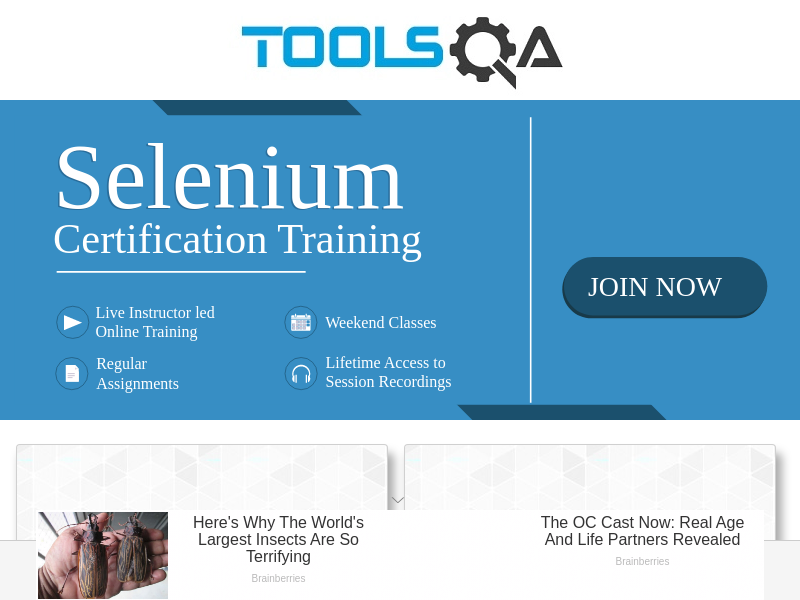 TOOLSQA
Selenium
Certification Training
Live Instructor led
Online Training
Weekend Classes
Regular
Assignments
Lifetime Access to
Session Recordings
JOIN NOW
Here's Why The World's
Largest Insects Are So
Terrifying
Brainberries
The OC Cast Now: Real Age
And Life Partners Revealed
Brainberries